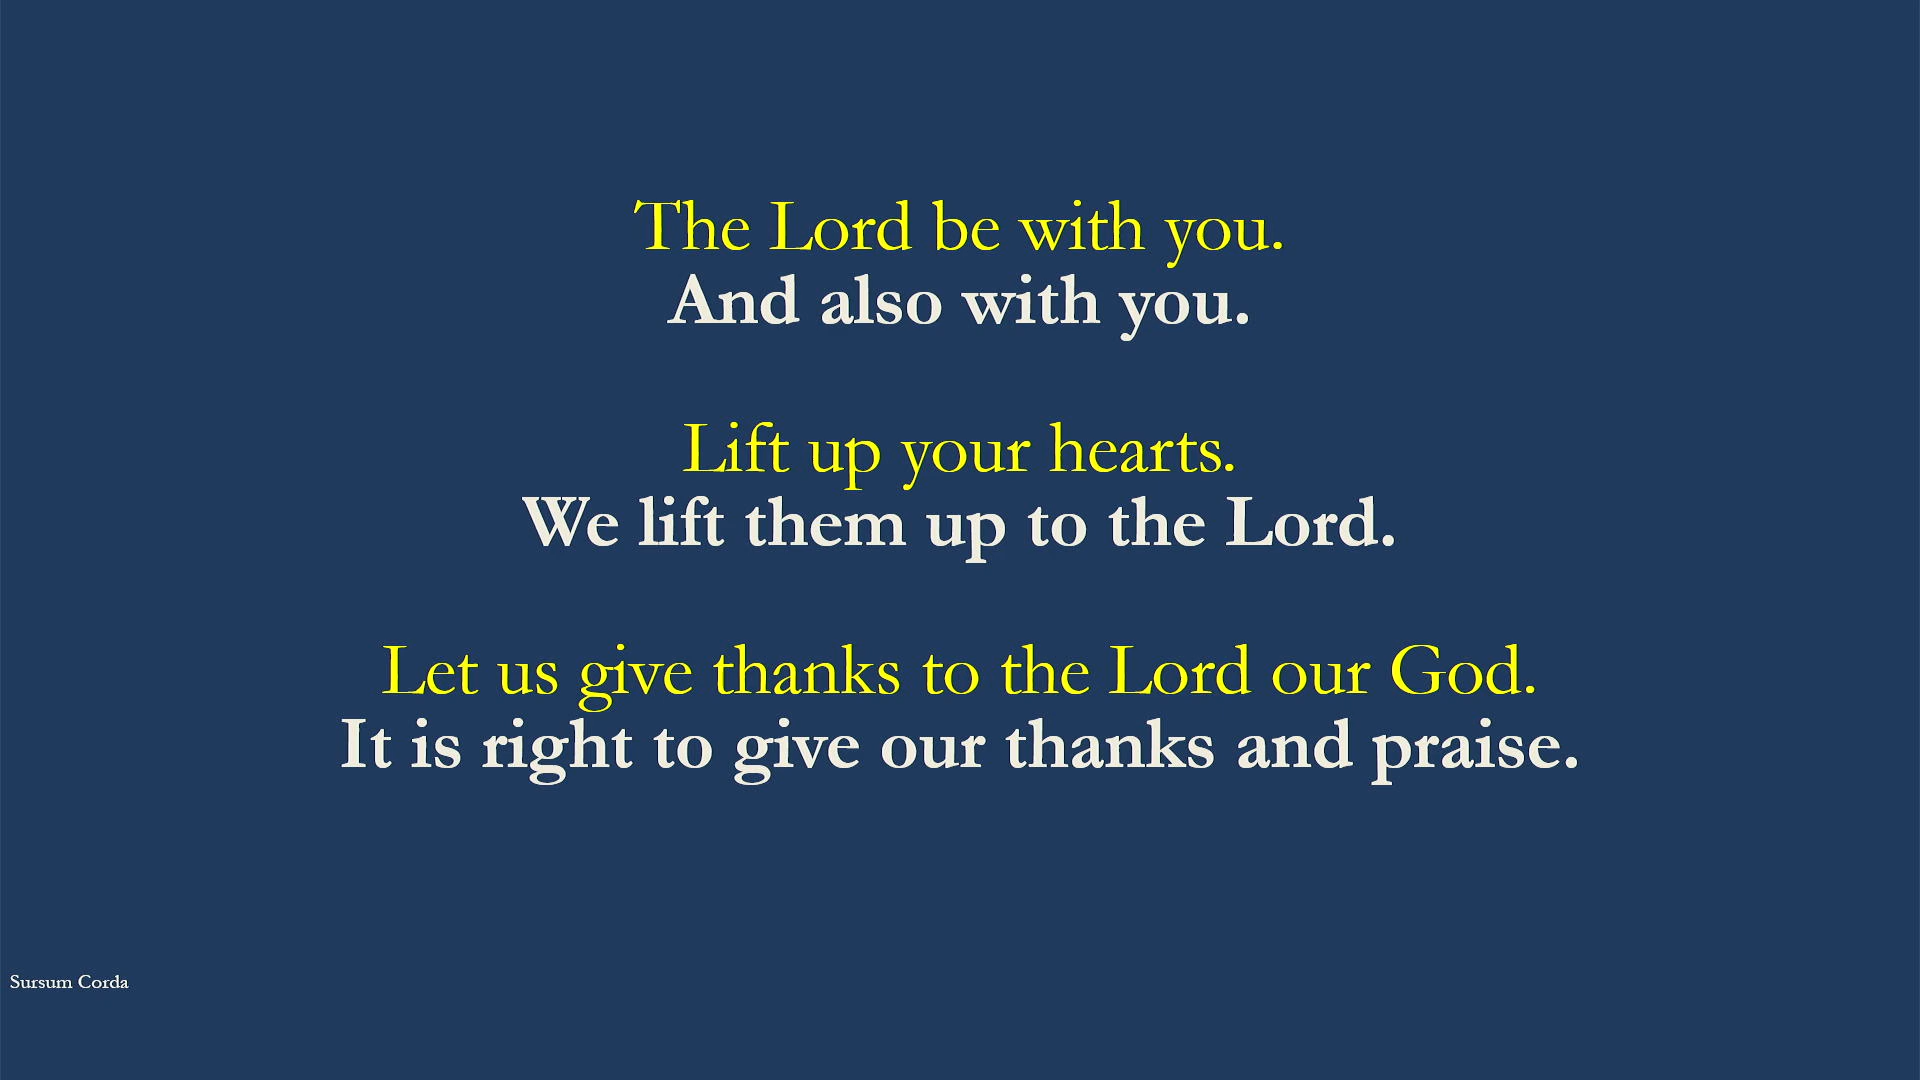 The Lord be with you.
And also with you.
Lift up your hearts.
We lift them up to the Lord.
Let us give thanks to the Lord our God.
It is right to give our thanks and praise.
Sursum Corda